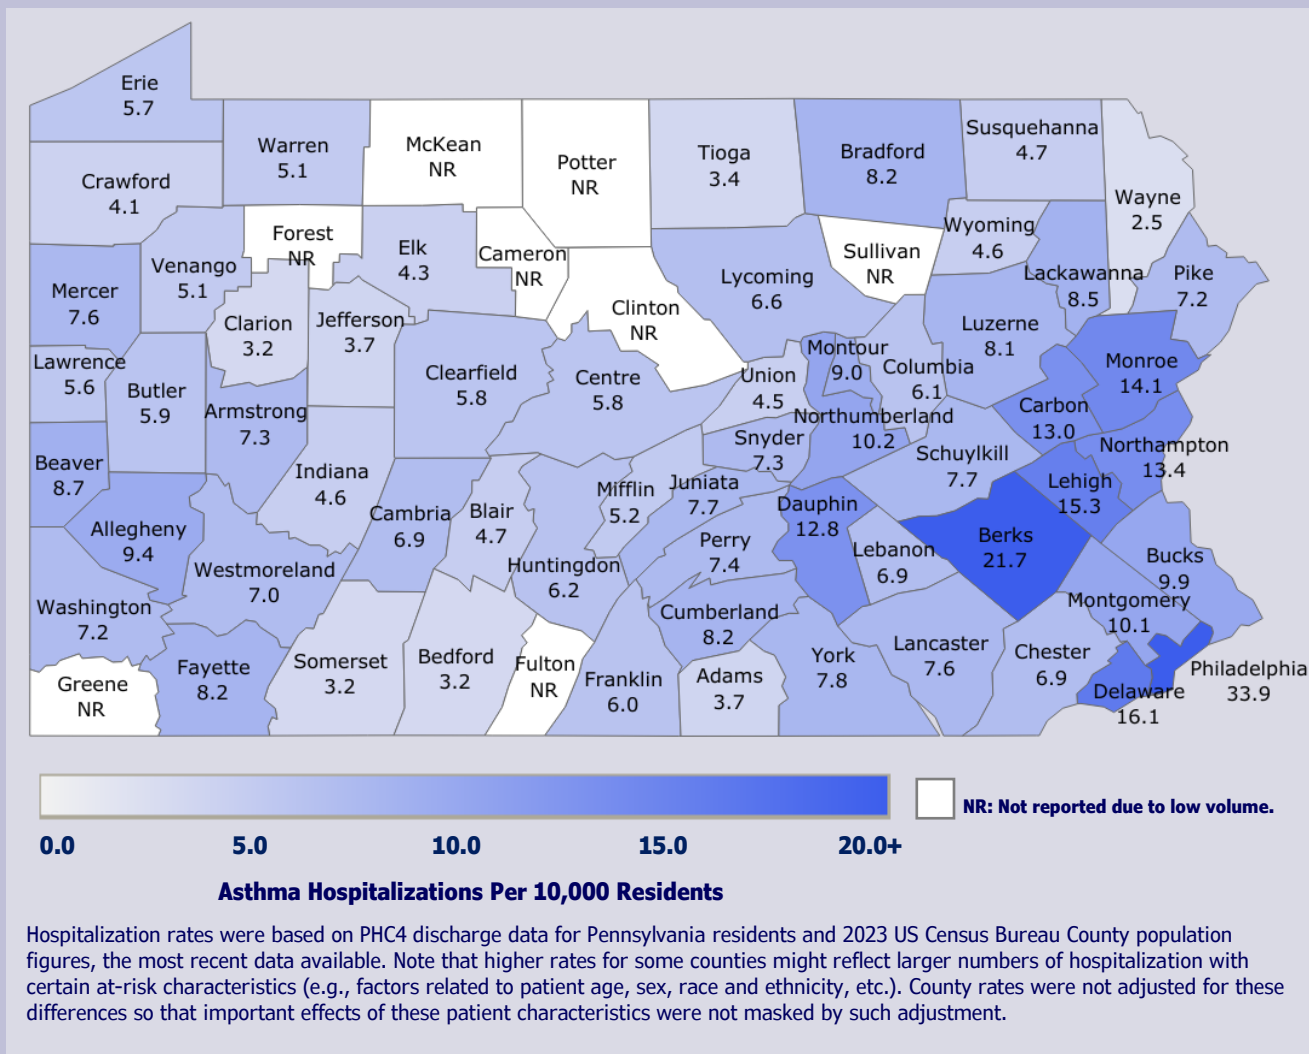 Erie
5.7
Warren
5.1
McKean
NR
Potter
NR
Tioga
3.4
Bradford
8.2
Susquehanna
4.7
Wayne
2.5
Crawford
4.1
Forest
NR
Elk
4.3
Cameron
NR
Sullivan
NR
Wyoming
4.6
Lackawanna
8.5
Pike
7.2
Mercer
7.6
Venango
5.1
Clarion
3.2
Jefferson
3.7
Clinton
NR
Lycoming
6.6
Luzerne
8.1
Monroe
14.1
Lawrence
5.6
Butler
5.9
Armstrong
7.3
Clearfield
5.8
Centre
5.8
Union
4.5
Montour
9.0
Columbia
6.1
Carbon
13.0
Northampton
13.4
Northumberland
10.2
Snyder
7.3
Schuylkill
7.7
Lehigh
15.3
Beaver
8.7
Indiana
4.6
Allegheny
9.4
Cambria
6.9
Blair
4.7
Mifflin
5.2
Juniata
7.7
Dauphin
12.8
Perry
7.4
Lebanon
6.9
Berks
21.7
Bucks
9.9
Westmoreland
7.0
Huntingdon
6.2
Washington
7.2
Cumberland
8.2
Montgomery
10.1
Lancaster
7.6
Chester
6.9
Greene
NR
Fayette
8.2
Somerset
3.2
Bedford
3.2
Fulton
NR
Franklin
6.0
Adams
3.7
York
7.8
Delaware
16.1
Philadelphia
33.9
NR: Not reported due to low volume.
0.0 5.0 10.0 15.0 20.0+
Asthma Hospitalizations Per 10,000 Residents
Hospitalization rates were based on PHC4 discharge data for Pennsylvania residents and 2023 US Census Bureau County population
figures, the most recent data available. Note that higher rates for some counties might reflect larger numbers of hospitalization with
certain at-risk characteristics (e.g., factors related to patient age, sex, race and ethnicity, etc.). County rates were not adjusted for these
differences so that important effects of these patient characteristics were not masked by such adjustment.